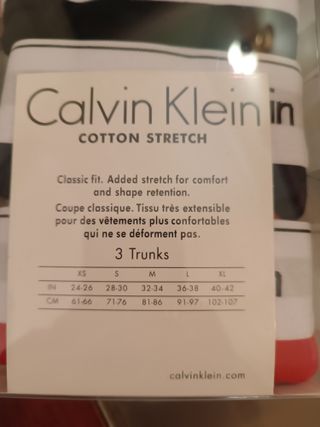 Calvin Klein in
COTTON STRETCH
Classic fit. Added stretch for comfort
and shape retention.
Coupe classique. Tissu très extensible
pour des vêtements plus confortables
qui ne se déforment pas.
3 Trunks
XS S M L XL
IN 24-26 28-30 32-34 36-38 40-42
CM 61-66 71-76 81-86 91-97 102-107
calvinklein.com